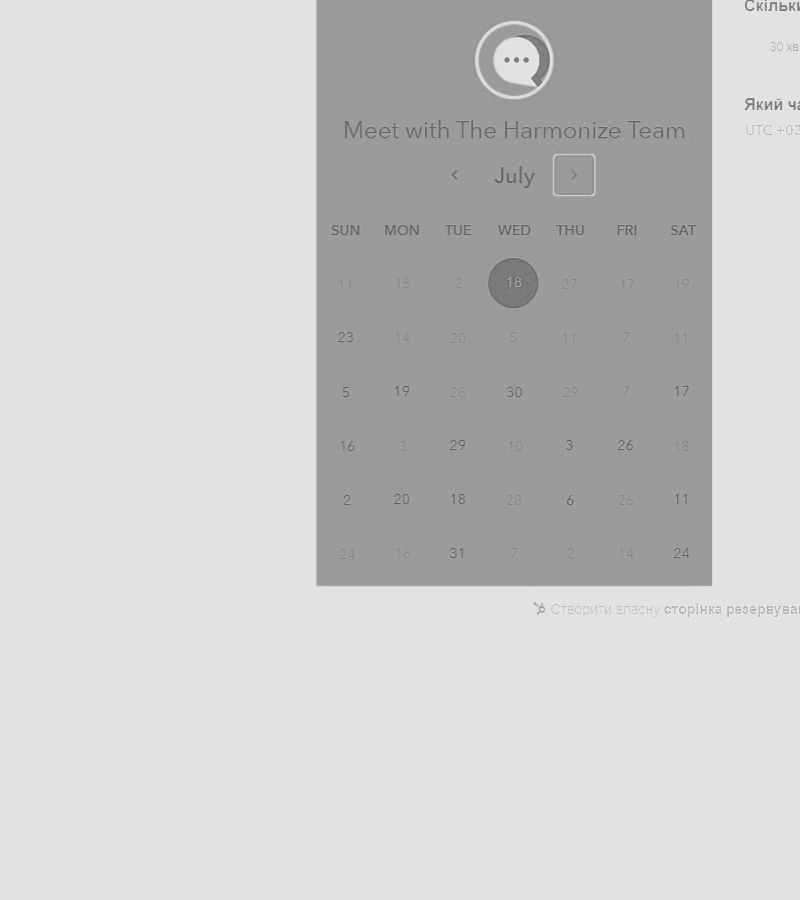 Скільк
30 хв
Який ча
UTC +03
Meet with The Harmonize Team
July
SUN MON TUE WED THU FRI SAT
11 15 2 18 27 17 19
23 14 20 5 11 7 11
5 19 28 30 29 7 17
16 3 29 10 3 26 18
2 20 18 28 6 26 11
24 16 31 7 2 14 24
Створити власну сторінка резервува